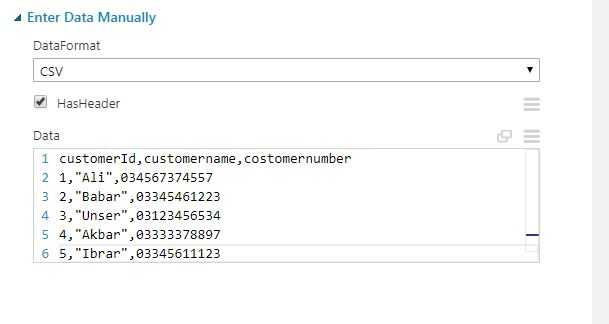 Enter Data Manually
DataFormat
CSV
HasHeader
Data
1 customerId,customername,costomernumber
2 1,"Ali",034567374557
3 2,"Babar",03345461223
4 3,"Unser",03123456534
5 4,"Akbar",03333378897
6 5,"Ibrar",03345611123